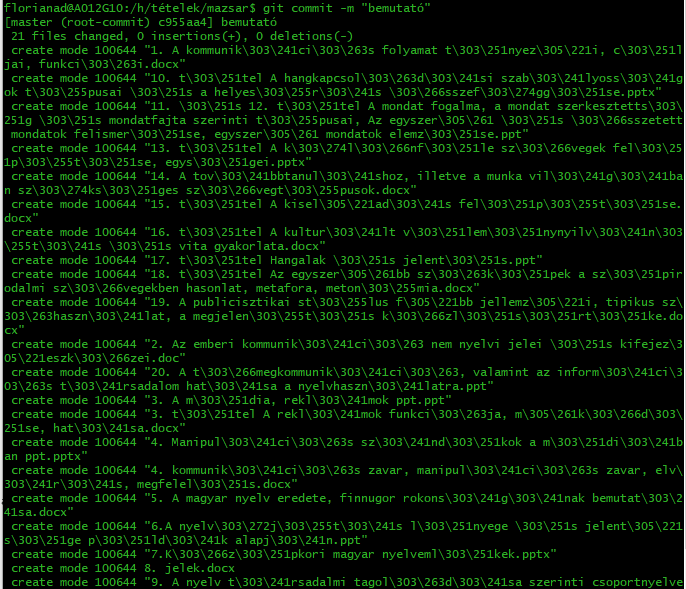 florianad@A012G10:/h/tételek/mazsar$ git commit -m "bemutató"
[master (root-commit) c955aa4] bemutató
 21 files changed, 0 insertions(+), 0 deletions(-)
 create mode 100644 "1. A kommunik\303\241ci\303\263s folyamat t\303\251nyez\305\221i, c\303\251l
jai, funkci\303\263i.docx"
 create mode 100644 "10. t\303\251tel A hangkapcsol\303\263d\303\241si szab\303\241lyoss\303\241g
ok t\303\255pusai \303\251s a helyes\303\255r\303\241s \303\266sszef\303\274gg\303\251se.pptx"
 create mode 100644 "11. \303\251s 12. t\303\251tel A mondat fogalma, a mondat szerkesztetts\303\
251g \303\251s mondatfajta szerinti t\303\255pusai, Az egyszer\305\261 \303\251s \303\266sszetett
 mondatok felismer\303\251se, egyszer\305\261 mondatok elemz\303\251se.ppt"
 create mode 100644 "13. t\303\251tel A k\303\274l\303\266nf\303\251le sz\303\266vegek fel\303\25
1p\303\255t\303\251se, egys\303\251gei.pptx"
 create mode 100644 "14. A tov\303\241bbtanul\303\241shoz, illetve a munka vil\303\241g\303\241ba
n sz\303\274ks\303\251ges sz\303\266vegt\303\255pusok.docx"
 create mode 100644 "15. t\303\251tel A kisel\305\221ad\303\241s fel\303\251p\303\255t\303\251se.
docx"
 create mode 100644 "16. t\303\251tel A kultur\303\241lt v\303\251lem\303\251nynyilv\303\241n\303
\255t\303\241s \303\251s vita gyakorlata.docx"
 create mode 100644 "17. t\303\251tel Hangalak \303\251s jelent\303\251s.ppt"
 create mode 100644 "18. t\303\251tel Az egyszer\305\261bb sz\303\263k\303\251pek a sz\303\251pir
odalmi sz\303\266vegekben hasonlat, metafora, meton\303\255mia.docx"
 create mode 100644 "19. A publicisztikai st\303\255lus f\305\221bb jellemz\305\221i, tipikus sz\
303\263haszn\303\241lat, a megjelen\303\255t\303\251s k\303\266zl\303\251s\303\251rt\303\251ke.do
cx"
 create mode 100644 "2. Az emberi kommunik\303\241ci\303\263 nem nyelvi jelei \303\251s kifejez\3
05\221eszk\303\266zei.doc"
 create mode 100644 "20. A t\303\266megkommunik\303\241ci\303\263, valamint az inform\303\241ci\3
03\263s t\303\241rsadalom hat\303\241sa a nyelvhaszn\303\241latra.ppt"
 create mode 100644 "3. A m\303\251dia, rekl\303\241mok ppt.ppt"
 create mode 100644 "3. t\303\251tel A rekl\303\241mok funkci\303\263ja, m\305\261k\303\266d\303\
251se, hat\303\241sa.docx"
 create mode 100644 "4. Manipul\303\241ci\303\263s sz\303\241nd\303\251kok a m\303\251di\303\241b
an ppt.pptx"
 create mode 100644 "4. kommunik\303\241ci\303\263s zavar, manipul\303\241ci\303\263s zavar, elv\
303\241r\303\241s, megfelel\303\251s.docx"
 create mode 100644 "5. A magyar nyelv eredete, finnugor rokons\303\241g\303\241nak bemutat\303\2
41sa.docx"
 create mode 100644 "6.A nyelv\303\272j\303\255t\303\241s l\303\251nyege \303\251s jelent\305\221
s\303\251ge p\303\251ld\303\241k alapj\303\241n.ppt"
 create mode 100644 "7.K\303\266z\303\251pkori magyar nyelveml\303\251kek.pptx"
 create mode 100644 8. jelek.docx
 create mode 100644 "9. A nyelv t\303\241rsadalmi tagol\303\263d\303\241sa szerinti csoportnyelve